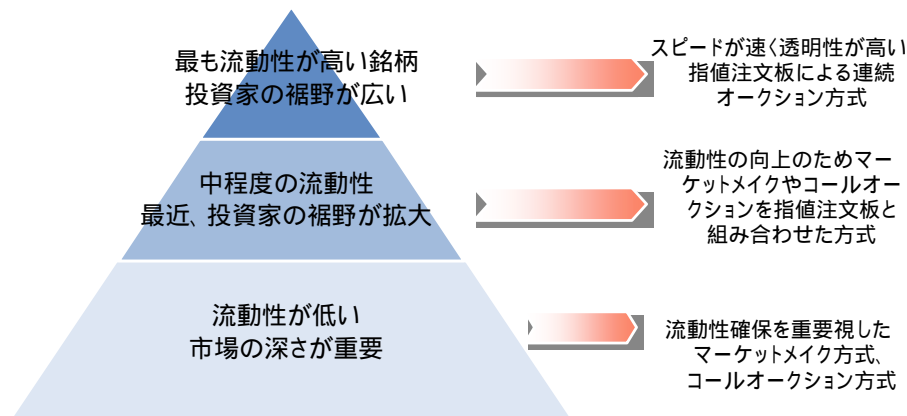 最も流動性が高い銘柄
投資家の裾野が広い
スピードが速く透明性が高い
指値注文板による連続
オークション方式
中程度の流動性
最近、投資家の裾野が拡大
流動性の向上のためマー
ケットメイクやコールオー
クションを指値注文板と
組み合わせた方式
流動性が低い
市場の深さが重要
流動性確保を重要視した
マーケットメイク方式、
コールオークション方式